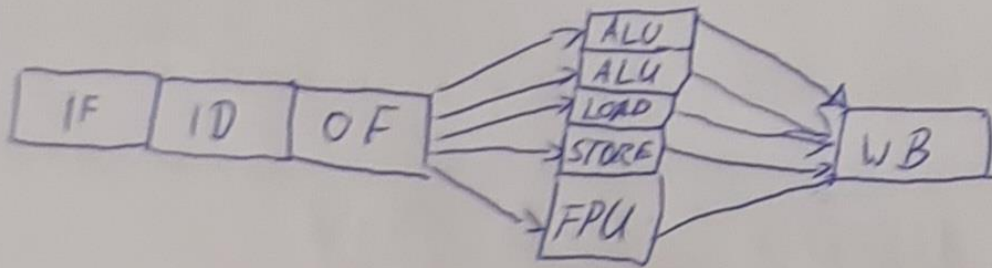 IF ID OF
ALU
ALU
LOAD
STORE
FPU
WB